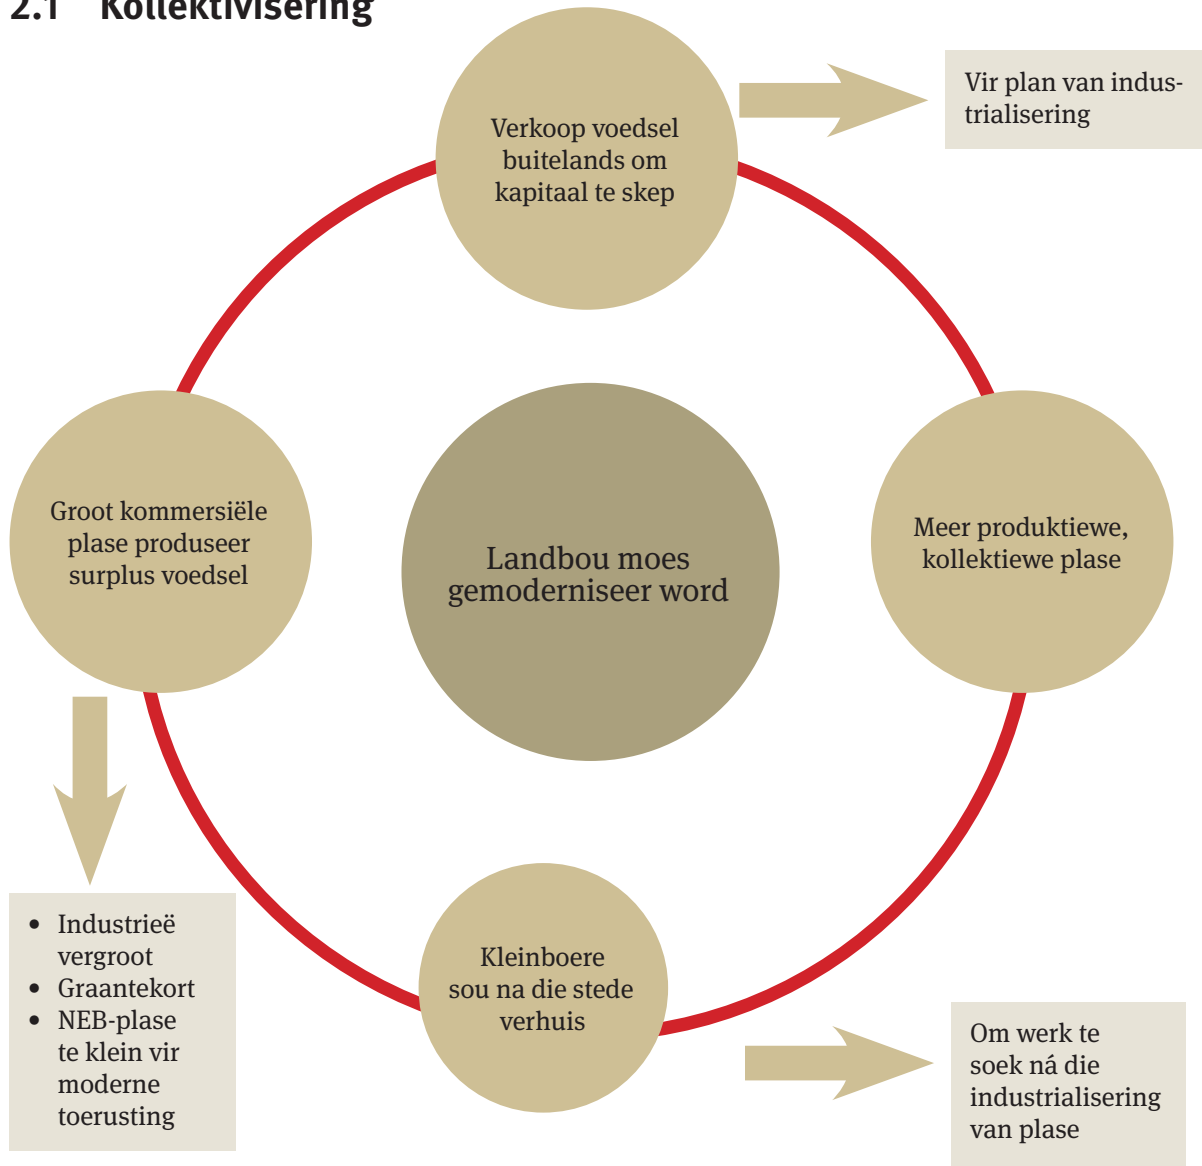 2.1 Kollektivisering
Verkoop voedsel
buitelands om
kapitaal te skep
Vir plan van indus-
trialisering
Groot kommersiële
plase produseer
surplus voedsel
Landbou moes
gemoderniseer word
Meer produktiewe,
kollektiewe plase
• Industrieë
vergroot
• Graantekort
• NEB-plase
te klein vir
moderne
toerusting
Kleinboere
sou na die stede
verhuis
Om werk te
soek ná die
industrialisering
van plase